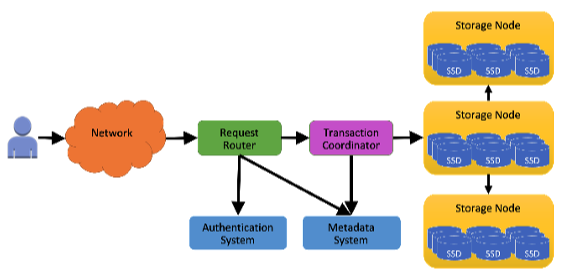 Storage Node
SSD SSD SSD
Network
Request
Router
Transaction
Coordinator
Storage Node
SSD SSD SSD
Authentication
System
Metadata
System
Storage Node
SSD SSD SSD